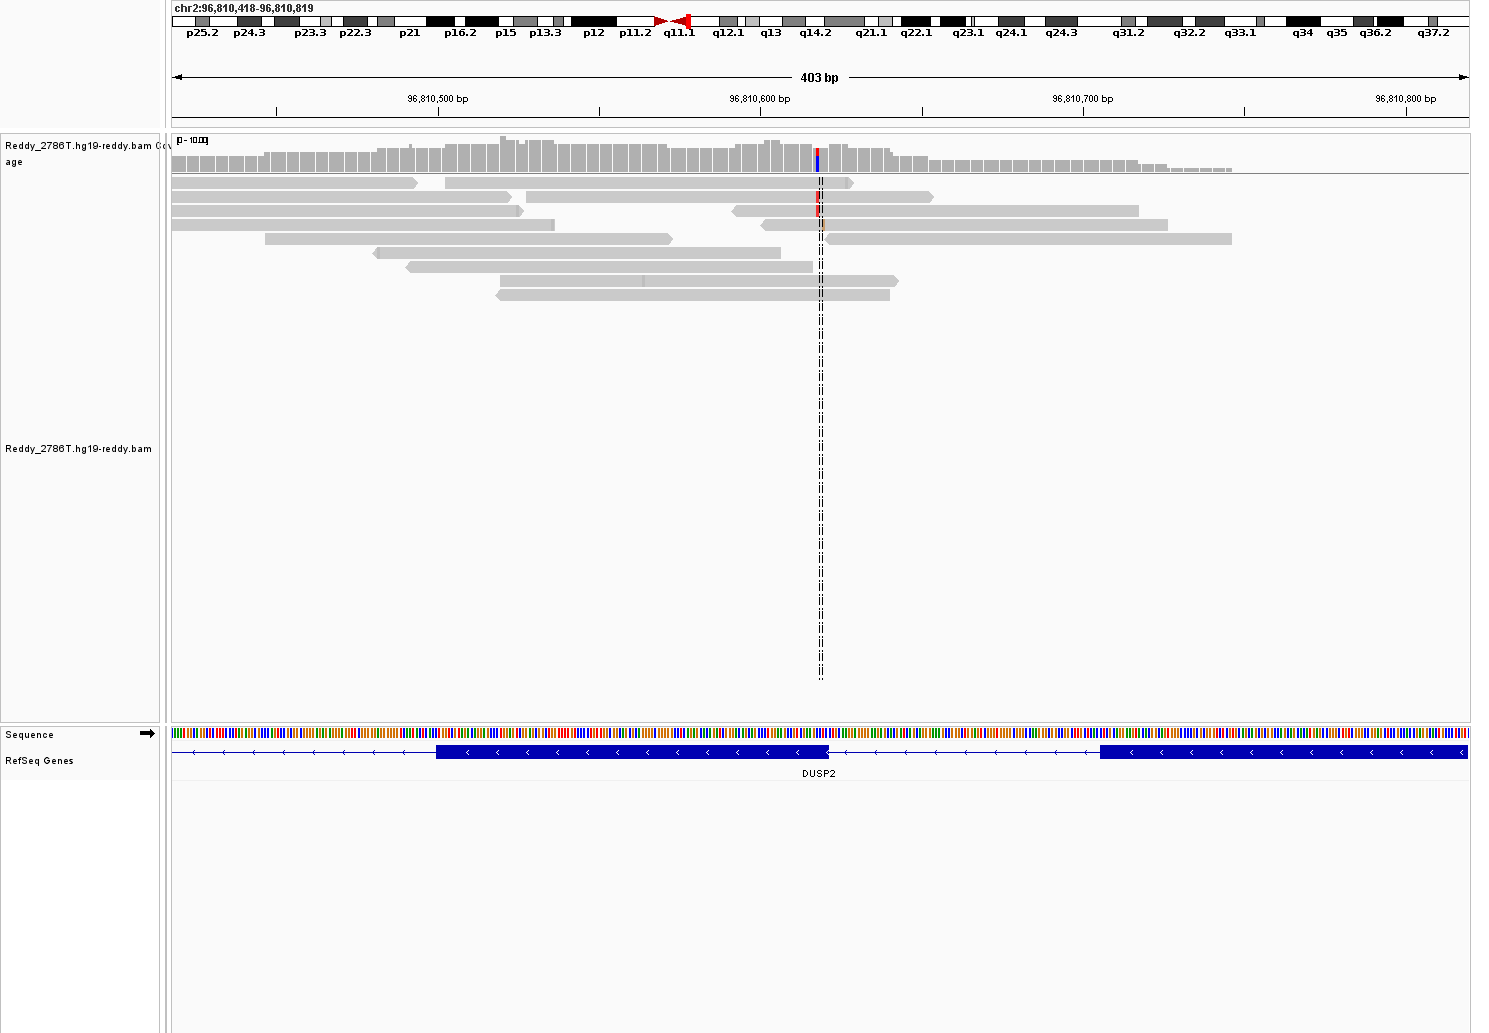 chr2:96,810,418-96,810,819
p25.2 p24.3 p23.3 p22.3 p21 p16.2 p15 p13.3 p12 p11.2 q11.1 q12.1 q13 q14.2 q21.1 q22.1 q23.1 q24.1 q24.3 q31.2 q32.2 q33.1 q34 q35 q36.2 q37.2
403 bp
96,810,500 bp 96,810,600 bp 96,810,700 bp 96,810,800 bp
[0 - 10.00]
Reddy_2786T.hg19-reddy.bam Cov
age
Reddy_2786T.hg19-reddy.bam
Sequence
RefSeq Genes
DUSP2